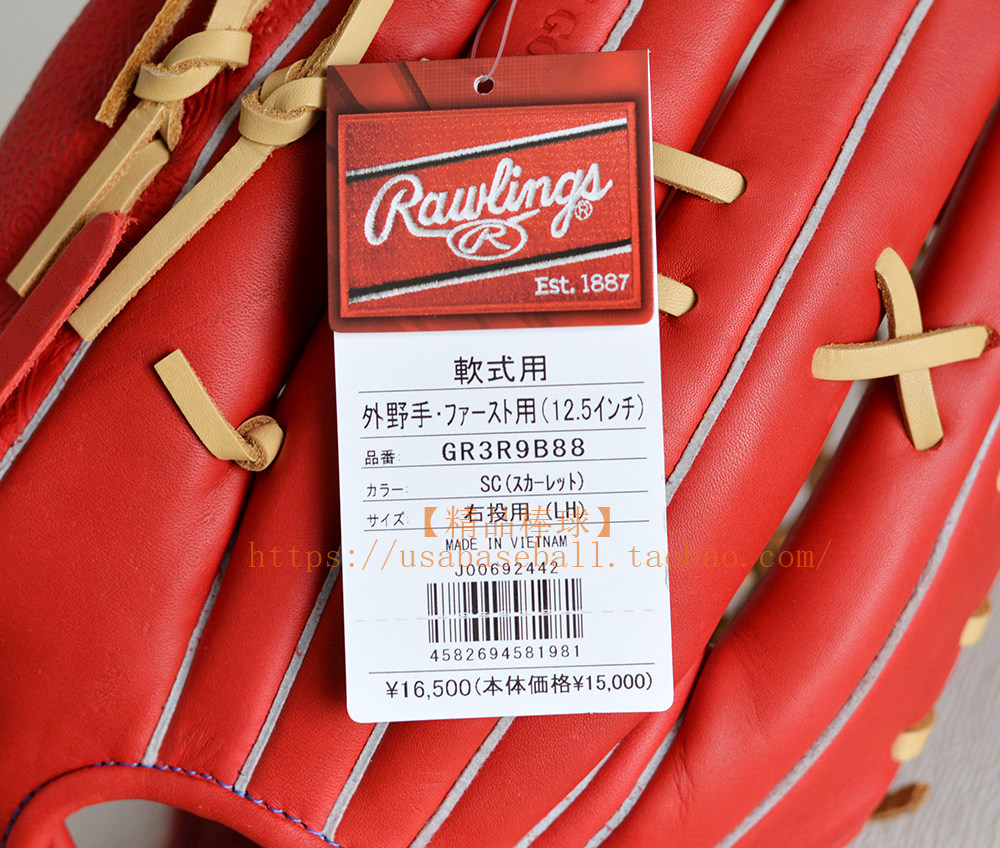 GO
Rawlings
R
Est. 1887
軟式用
外野手・ファースト用(12.5インチ)
品番: GR3R9B88
カラー: SC(スカーレット)
サイズ: 右投用 (LH)
【精品棒球】
MADE IN VIETNAM
https://usabaseball.taobao.com/
J00692442
4582694581981
¥16,500(本体価格¥15,000)